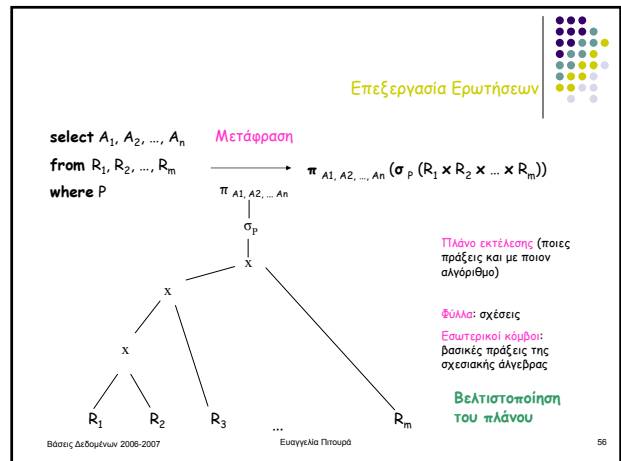 Επεξεργασία Ερωτήσεων
select A1, A2, ..., An
from R1, R2, ..., Rm
where P
Μετάφραση
π A1, A2, ..., An (σ P (R1 x R2 x ... x Rm))
π A1, A2, ... An
σP
x
x
x
R1 R2 R3 ... Rm
Πλάνο εκτέλεσης (ποιες
πράξεις και με ποιον
αλγόριθμο)
Φύλλα: σχέσεις
Εσωτερικοί κόμβοι:
βασικές πράξεις της
σχεσιακής άλγεβρας
Βελτιστοποίηση
του πλάνου
Βάσεις Δεδομένων 2006-2007
Ευαγγελία Πιτουρά
56